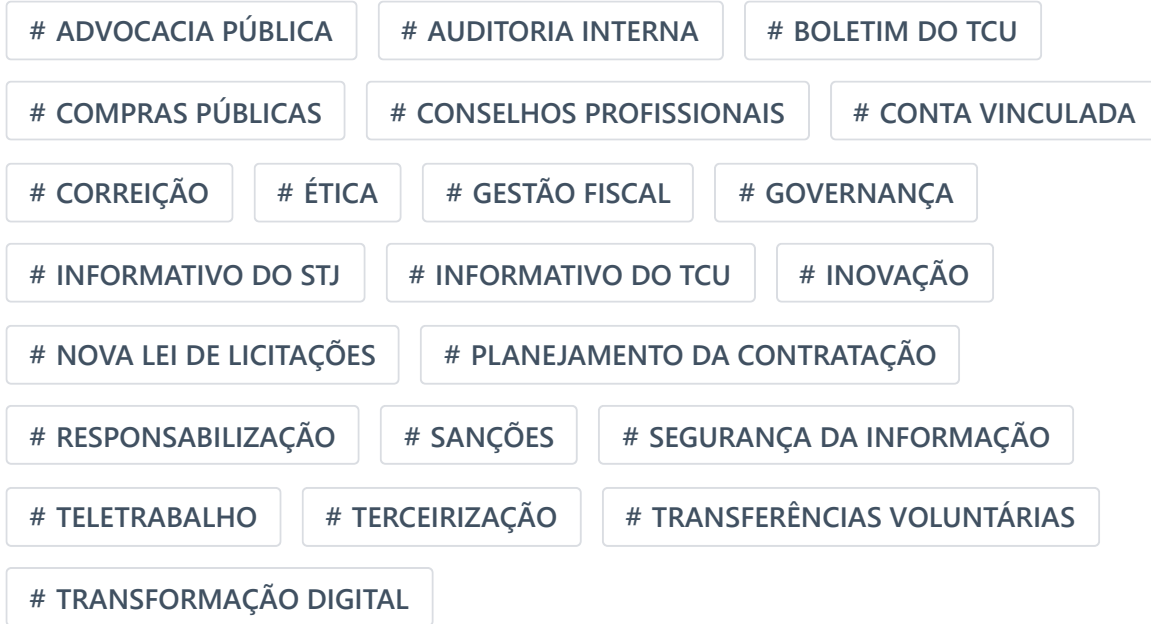 # ADVOCACIA PÚBLICA # AUDITORIA INTERNA # BOLETIM DO TCU
# COMPRAS PÚBLICAS # CONSELHOS PROFISSIONAIS # CONTA VINCULADA
# CORREIÇÃO # ÉTICA # GESTÃO FISCAL # GOVERNANÇA
# INFORMATIVO DO STJ # INFORMATIVO DO TCU # INOVAÇÃO
# NOVA LEI DE LICITAÇÕES # PLANEJAMENTO DA CONTRATAÇÃO
# RESPONSABILIZAÇÃO # SANÇÕES # SEGURANÇA DA INFORMAÇÃO
# TELETRABALHO # TERCEIRIZAÇÃO # TRANSFERÊNCIAS VOLUNTÁRIAS
# TRANSFORMAÇÃO DIGITAL